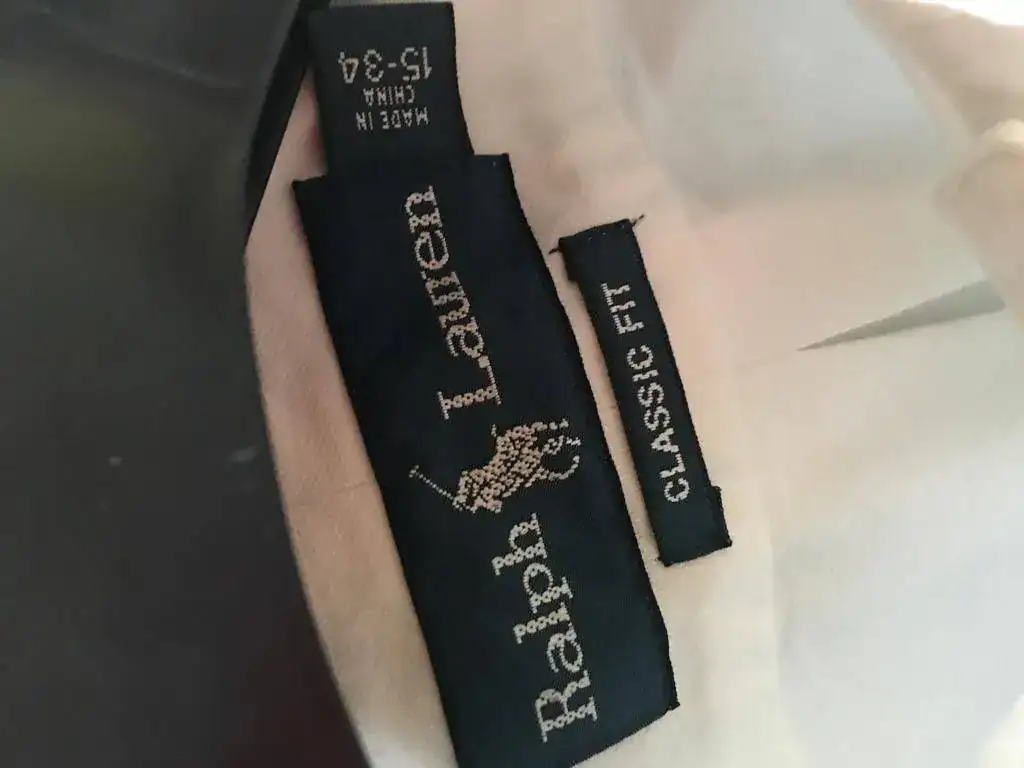 Ralph Lauren
CLASSIC FIT
15-34
MADE IN
CHINA